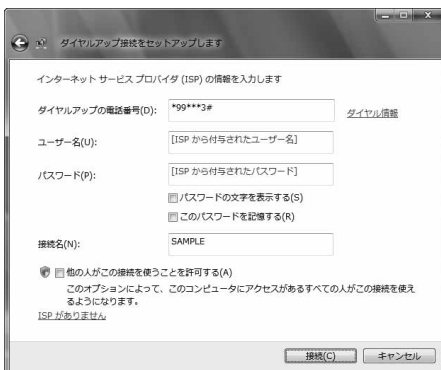 ダイヤルアップ接続をセットアップします
インターネット サービス プロバイダ (ISP) の情報を入力します
ダイヤルアップの電話番号(D):
*99***3#
ダイヤル情報
ユーザー名(U):
[ISP から付与されたユーザー名]
パスワード(P):
[ISP から付与されたパスワード]
パスワードの文字を表示する(S)
このパスワードを記憶する(R)
接続名(N):
SAMPLE
他の人がこの接続を使うことを許可する(A)
このオプションによって、このコンピュータにアクセスがあるすべての人がこの接続を使え
るようになります。
ISP がありません
接続(C)
キャンセル